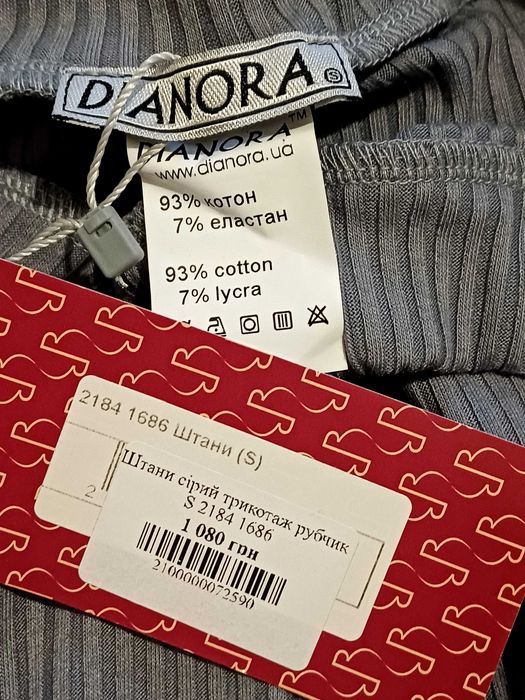 DIANORA S
DIANORA™
www.dianora.ua
93% котон
7% еластан
93% cotton
7% lycra
2184 1686 Штани (S)
2
Штани сірий трикотаж рубчик
S 2184 1686
1 080 грн
2100000072590